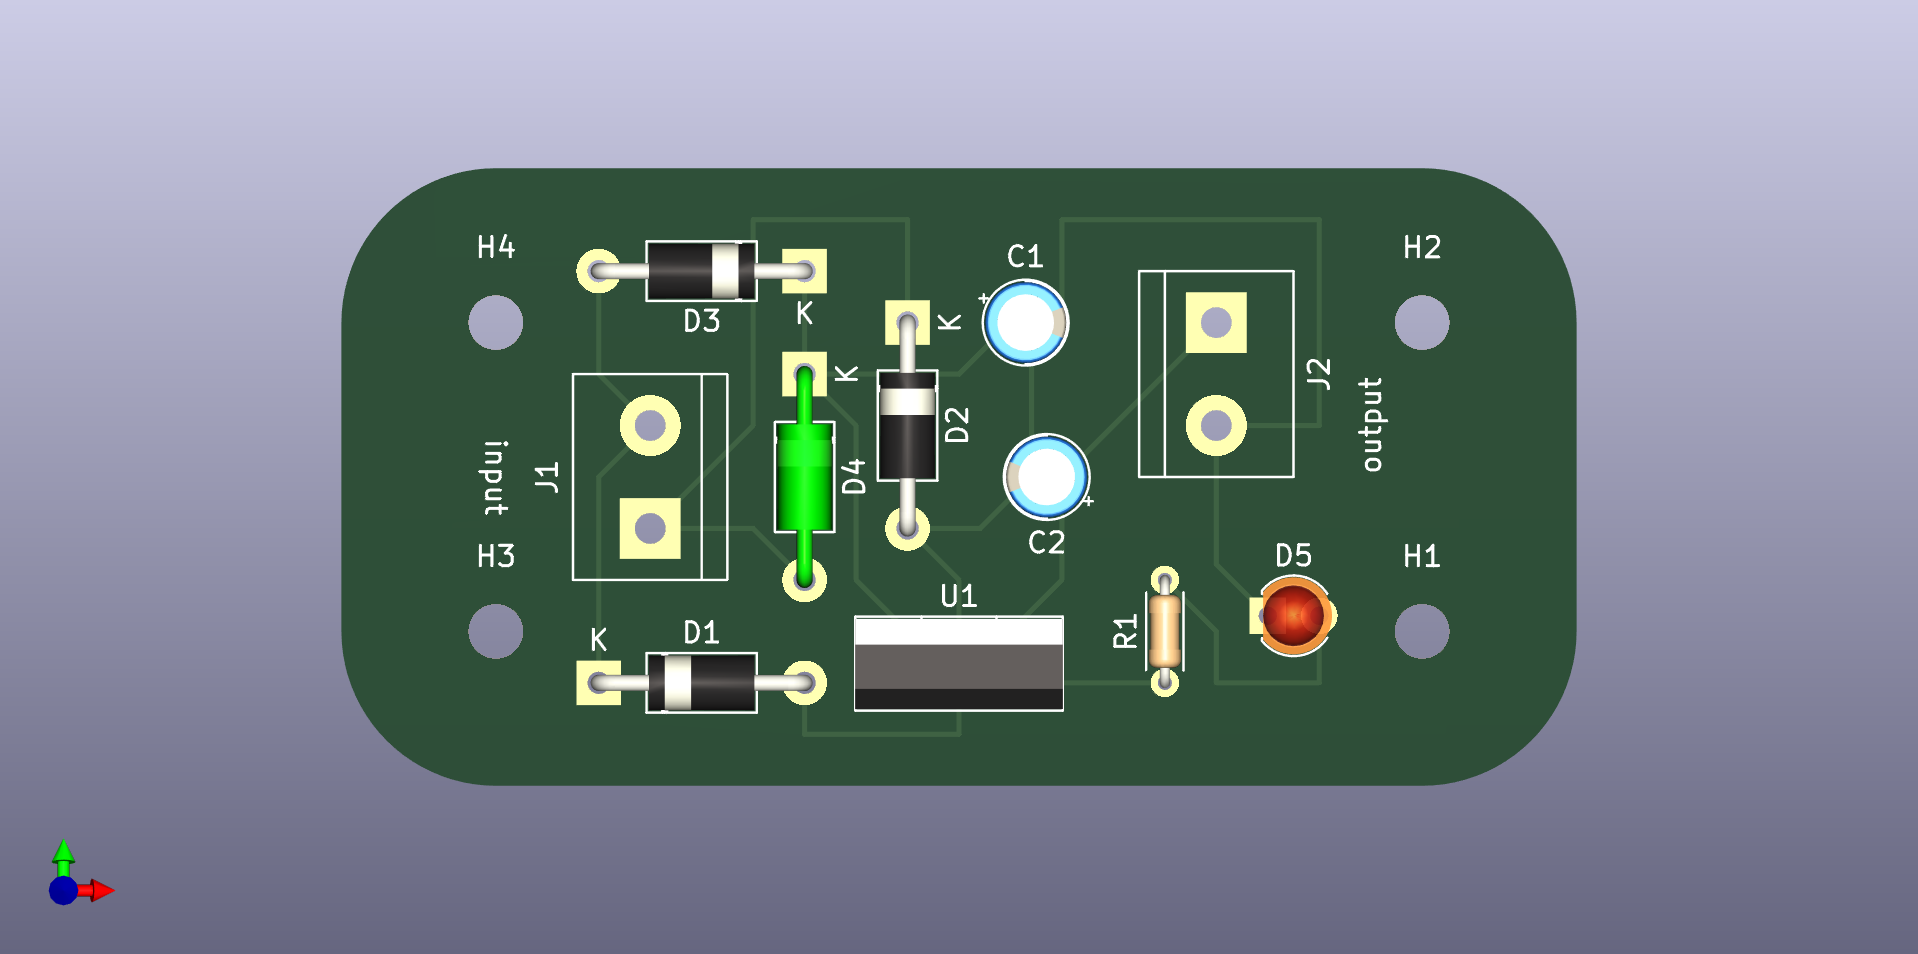 H4
H2
C1
+
D3
K
K
K
J2
output
D2
input
J1
D4
+
C2
H3
D5
H1
U1
K
D1
R1